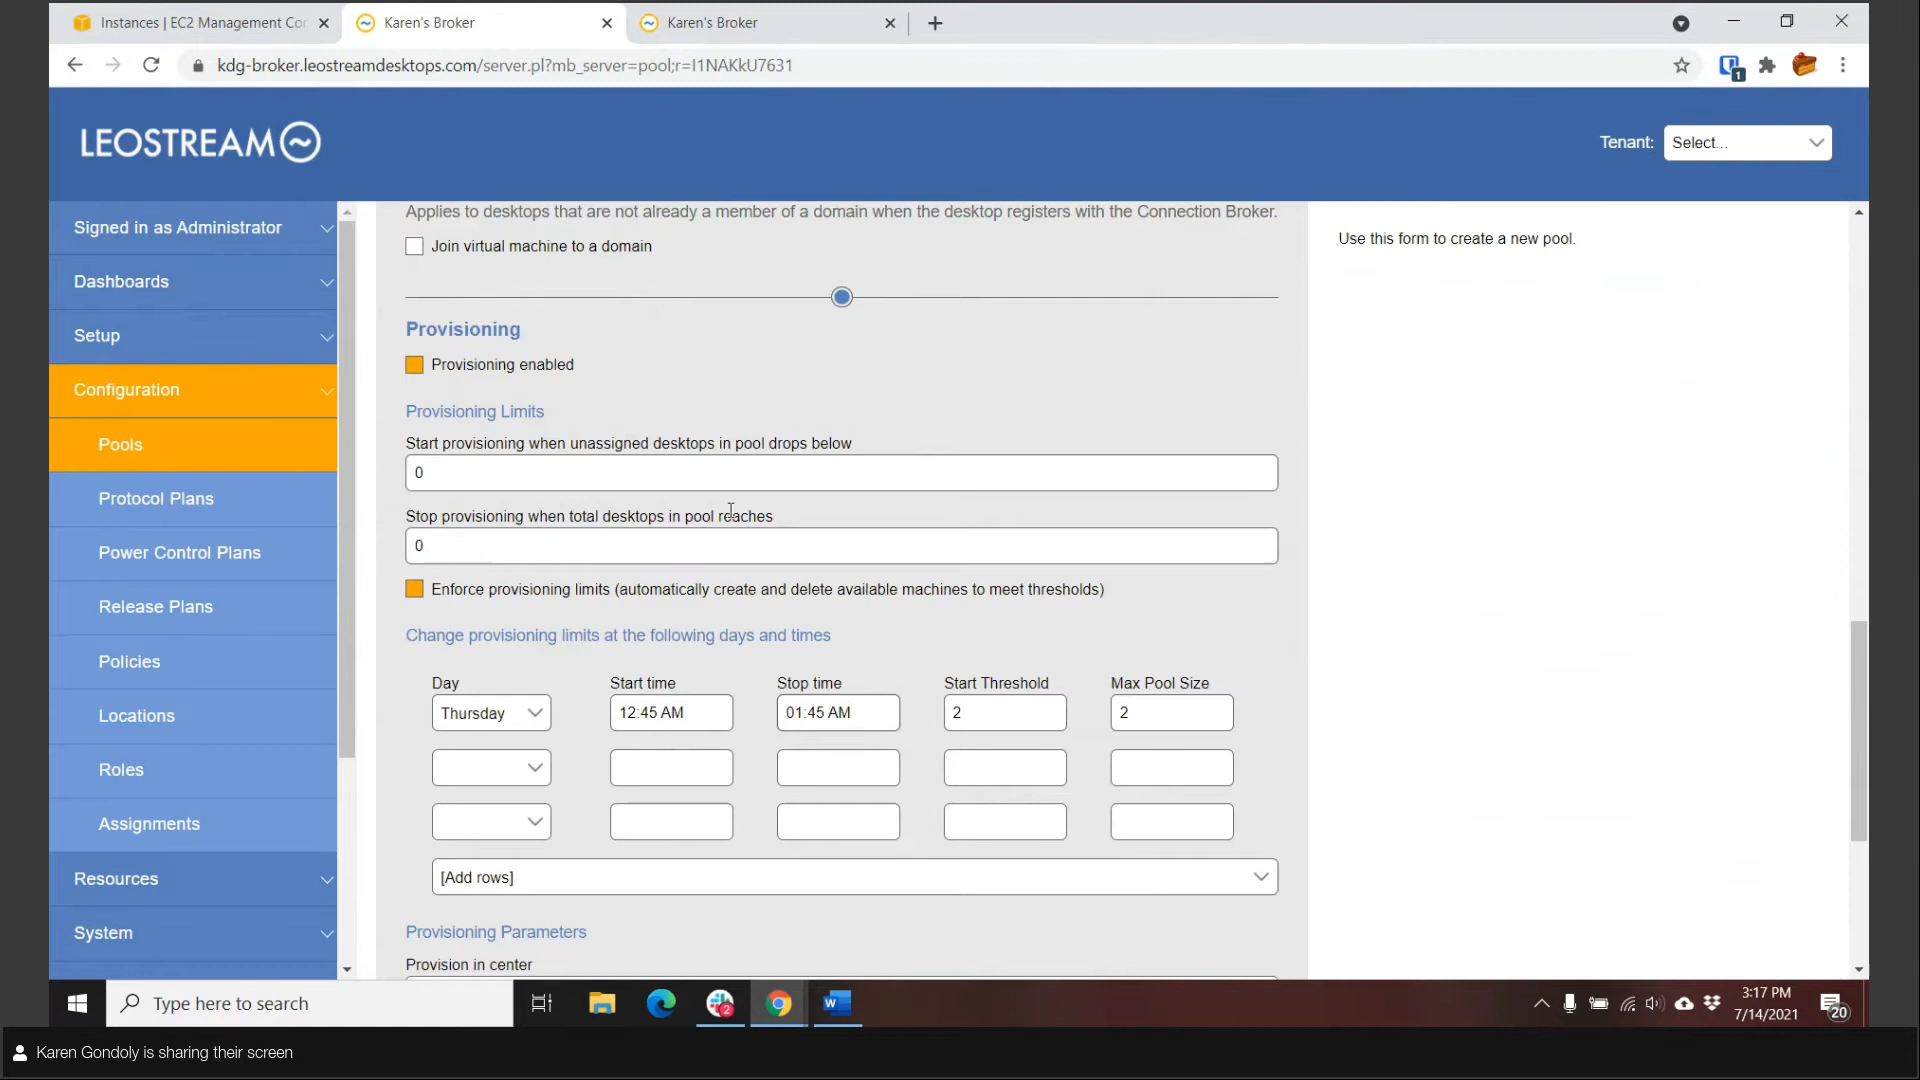 Instances | EC2 Management Con
Karen's Broker
Karen's Broker
kdg-broker.leostreamdesktops.com/server.pl?mb_server=pool;r=I1NAKkU7631
1
LEOSTREAM
Tenant: Select...
Signed in as Administrator
Dashboards
Setup
Configuration
Pools
Protocol Plans
Power Control Plans
Release Plans
Policies
Locations
Roles
Assignments
Resources
System
Applies to desktops that are not already a member of a domain when the desktop registers with the Connection Broker.
Join virtual machine to a domain
Provisioning
Provisioning enabled
Provisioning Limits
Start provisioning when unassigned desktops in pool drops below
0
Stop provisioning when total desktops in pool reaches
0
Enforce provisioning limits (automatically create and delete available machines to meet thresholds)
Change provisioning limits at the following days and times
Day Start time Stop time Start Threshold Max Pool Size
Thursday 12:45 AM 01:45 AM 2 2
[Add rows]
Provisioning Parameters
Provision in center
Use this form to create a new pool.
Type here to search
2
W
3:17 PM
7/14/2021
20
Karen Gondoly is sharing their screen